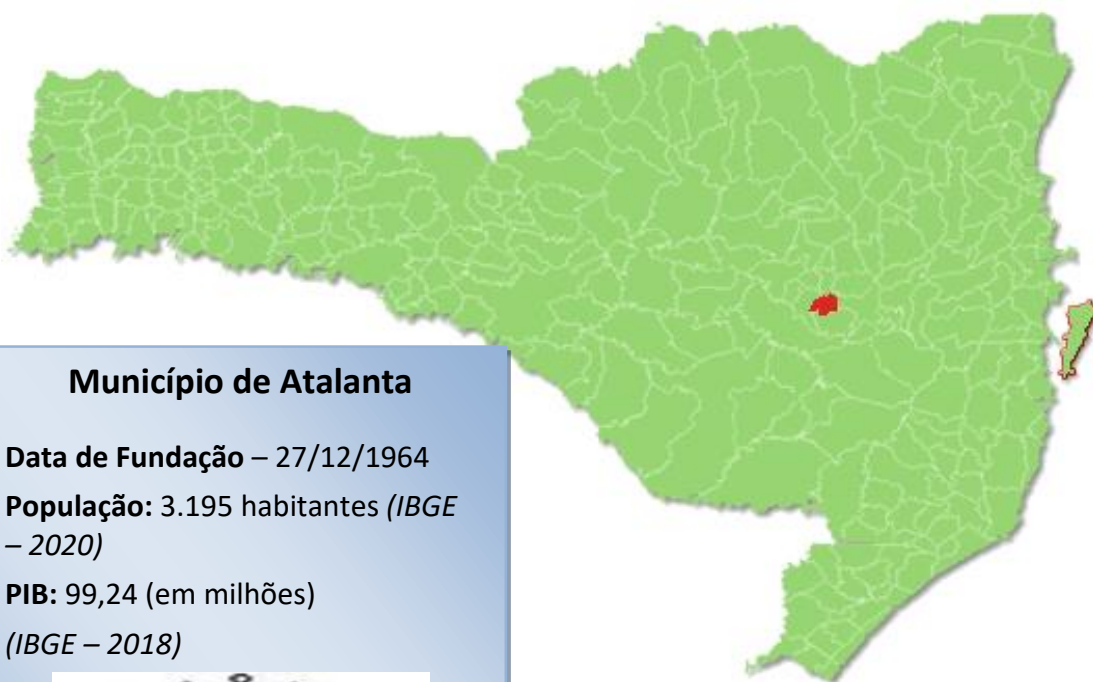 Município de Atalanta
Data de Fundação – 27/12/1964
População: 3.195 habitantes (IBGE
– 2020)
PIB: 99,24 (em milhões)
(IBGE – 2018)